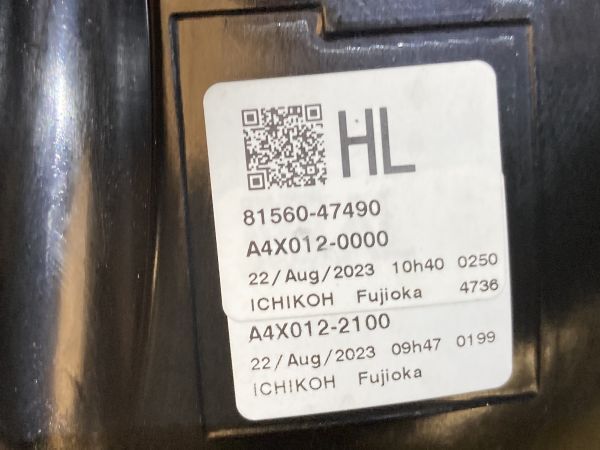 HL
81560-47490
A4X012-0000
22/Aug/2023 10h40 0250
ICHIKOH Fujioka 4736
A4X012-2100
22/Aug/2023 09h47 0199
ICHIKOH Fujioka